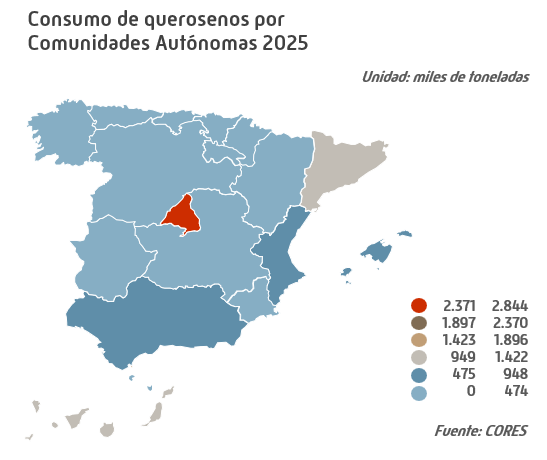 Consumo de querosenos por
Comunidades Autónomas 2025
Unidad: miles de toneladas
2.371 2.844
1.897 2.370
1.423 1.896
949 1.422
475 948
0 474
Fuente: CORES